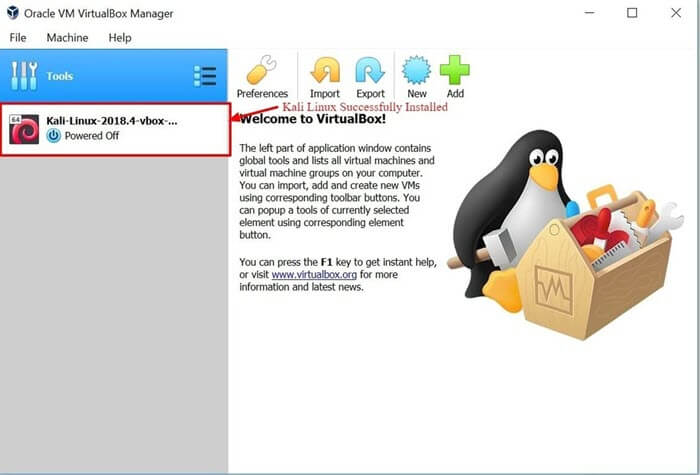 Oracle VM VirtualBox Manager
File Machine Help
Tools
64
Kali-Linux-2018.4-vbox-...
Powered Off
Preferences Import Export New Add
Kali Linux Successfully Installed
Welcome to VirtualBox!
The left part of application window contains
global tools and lists all virtual machines and
virtual machine groups on your computer.
You can import, add and create new VMs
using corresponding toolbar buttons. You
can popup a tools of currently selected
element using corresponding element
button.
You can press the F1 key to get instant help,
or visit www.virtualbox.org for more
information and latest news.